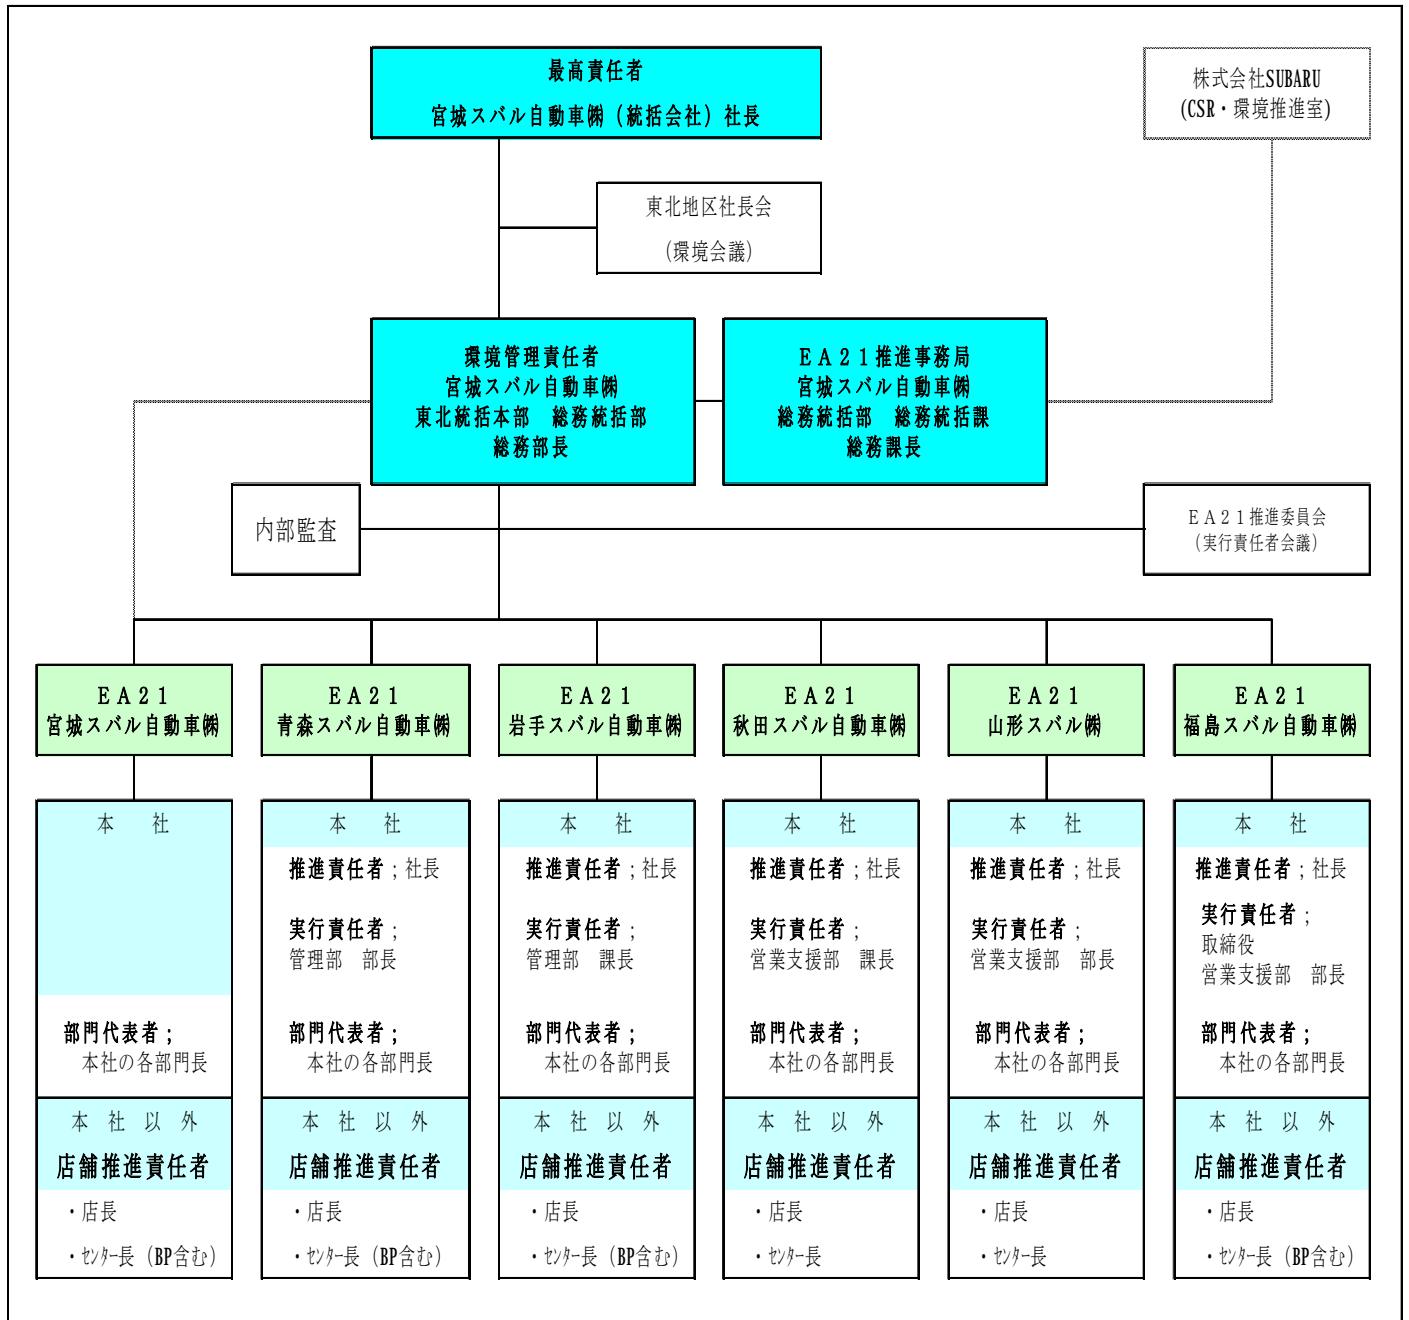 最高責任者
宮城スバル自動車㈱（統括会社）社長
株式会社SUBARU
(CSR・環境推進室)
東北地区社長会
（環境会議）
環境管理責任者
宮城スバル自動車㈱
東北統括本部　総務統括部
総務部長
ＥＡ２１推進事務局
宮城スバル自動車㈱
総務統括部　総務統括課
総務課長
内部監査
ＥＡ２１推進委員会
（実行責任者会議）
ＥＡ２１
宮城スバル自動車㈱
ＥＡ２１
青森スバル自動車㈱
ＥＡ２１
岩手スバル自動車㈱
ＥＡ２１
秋田スバル自動車㈱
ＥＡ２１
山形スバル㈱
ＥＡ２１
福島スバル自動車㈱
本　社
部門代表者；
本社の各部門長
本 社 以 外
店舗推進責任者
・店長
・ｾﾝﾀｰ長（BP含む）
本　社
推進責任者；社長
実行責任者；
管理部　部長
部門代表者；
本社の各部門長
本 社 以 外
店舗推進責任者
・店長
・ｾﾝﾀｰ長（BP含む）
本　社
推進責任者；社長
実行責任者；
管理部　課長
部門代表者；
本社の各部門長
本 社 以 外
店舗推進責任者
・店長
・ｾﾝﾀｰ長（BP含む）
本　社
推進責任者；社長
実行責任者；
営業支援部　課長
部門代表者；
本社の各部門長
本 社 以 外
店舗推進責任者
・店長
・ｾﾝﾀｰ長
本　社
推進責任者；社長
実行責任者；
営業支援部　部長
部門代表者；
本社の各部門長
本 社 以 外
店舗推進責任者
・店長
・ｾﾝﾀｰ長
本　社
推進責任者；社長
実行責任者；
取締役
営業支援部　部長
部門代表者；
本社の各部門長
本 社 以 外
店舗推進責任者
・店長
・ｾﾝﾀｰ長（BP含む）